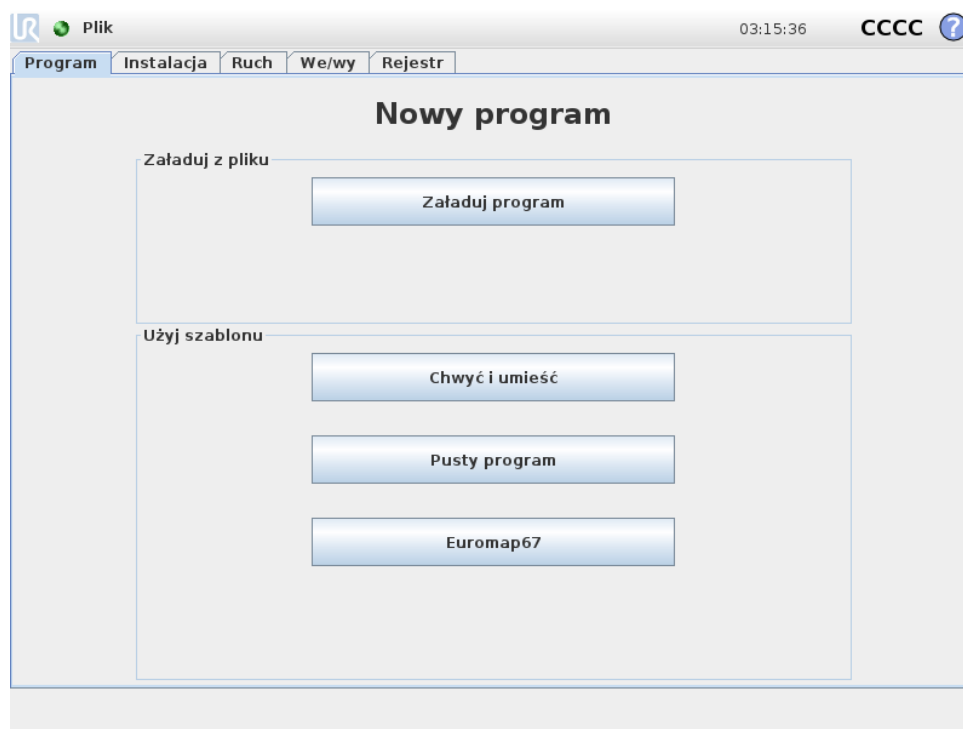 UR Plik 03:15:36 CCCC ?
Program Instalacja Ruch We/wy Rejestr
Nowy program
Załaduj z pliku
Załaduj program
Użyj szablonu
Chwyć i umieść
Pusty program
Euromap67